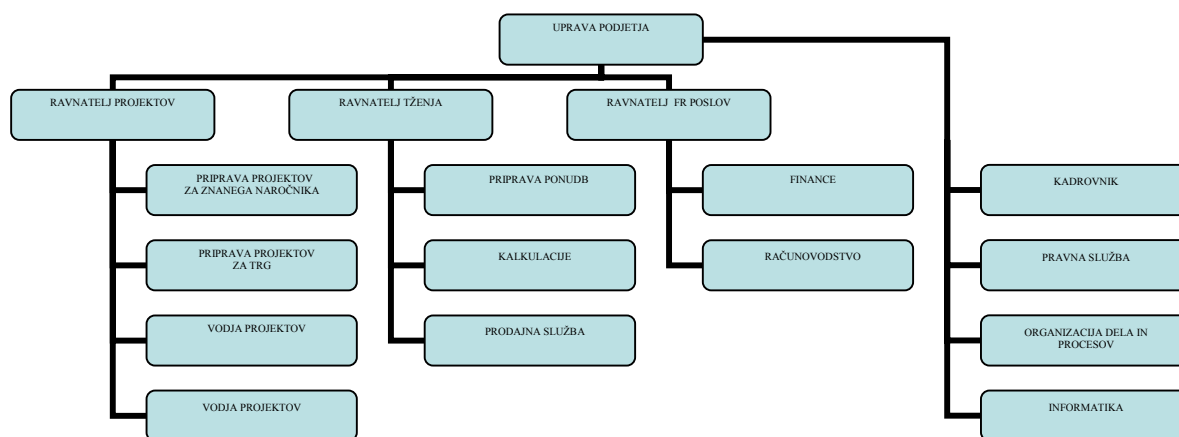 UPRAVA PODJETJA
RAVNATELJ PROJEKTOV
RAVNATELJ TŽENJA
RAVNATELJ FR POSLOV
PRIPRAVA PROJEKTOV
ZA ZNANEGA NAROČNIKA
PRIPRAVA PONUDB
FINANCE
KADROVNIK
PRIPRAVA PROJEKTOV
ZA TRG
KALKULACIJE
RAČUNOVODSTVO
PRAVNA SLUŽBA
VODJA PROJEKTOV
PRODAJNA SLUŽBA
ORGANIZACIJA DELA IN
PROCESOV
VODJA PROJEKTOV
INFORMATIKA